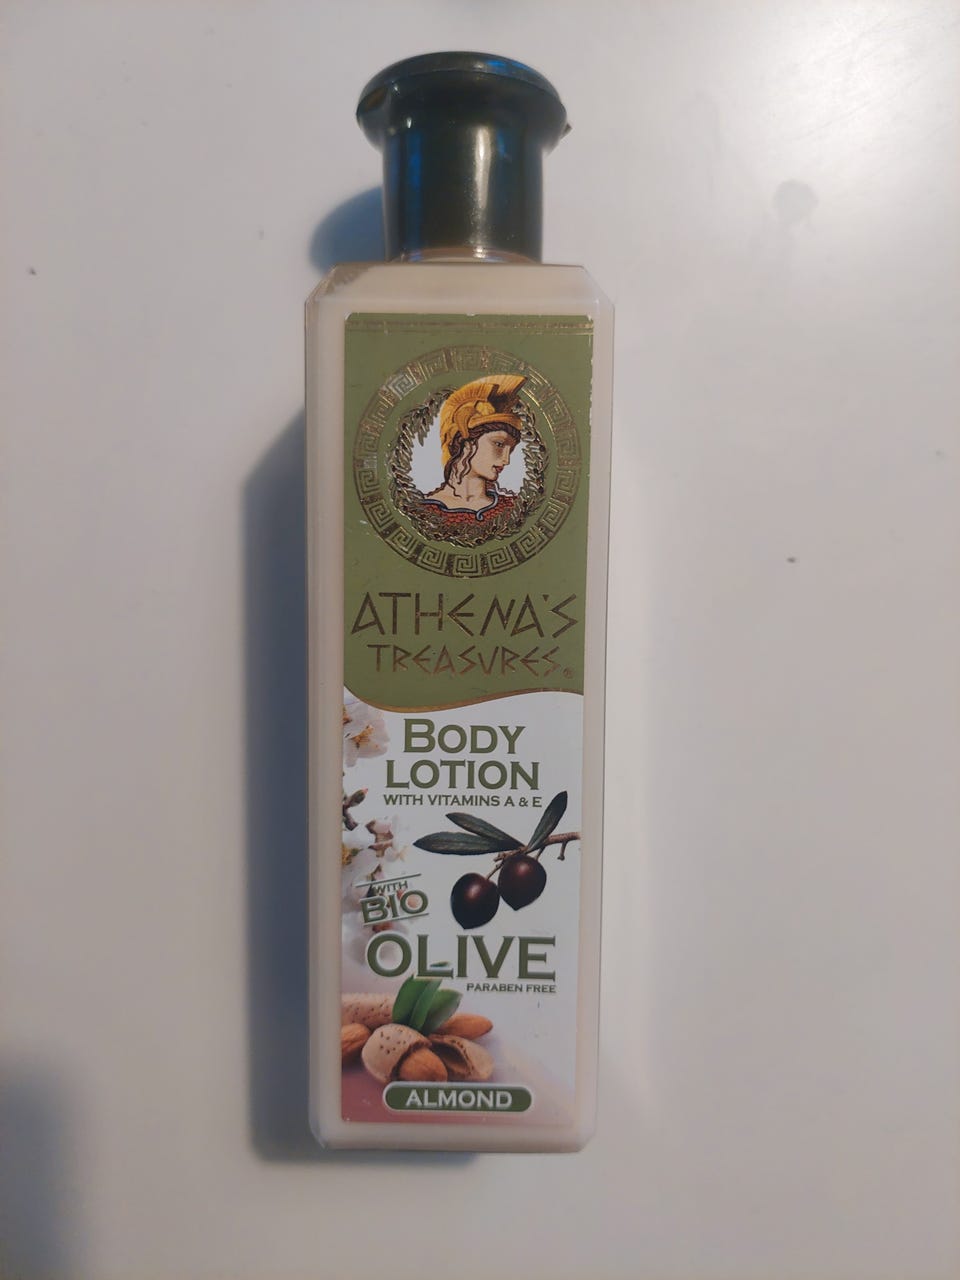 ATHENA'S
TREASURES®
BODY
LOTION
WITH VITAMINS A & E
WITH
BIO
OLIVE
PARABEN FREE
ALMOND